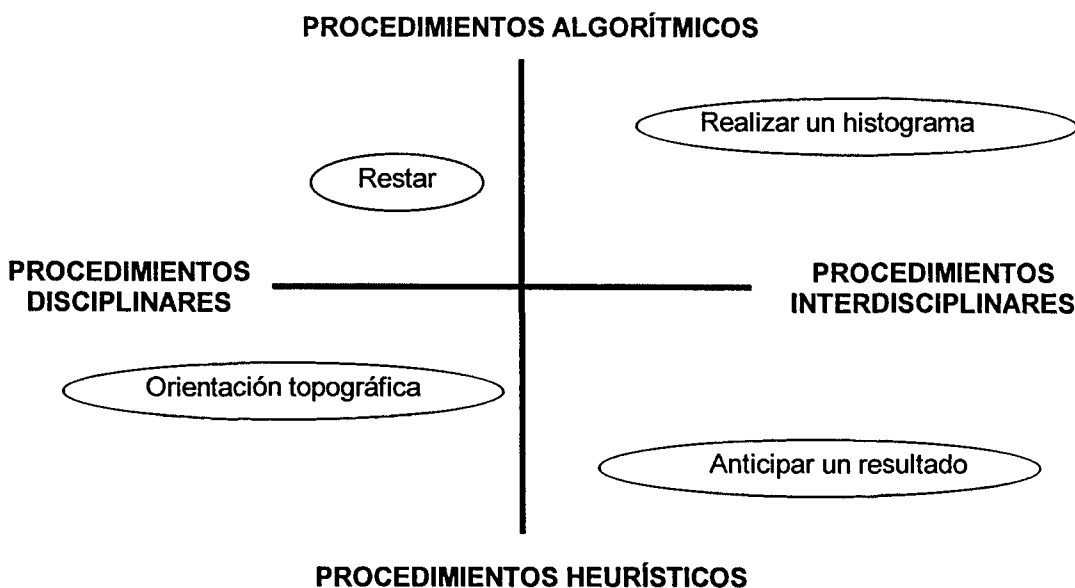 PROCEDIMIENTOS ALGORÍTMICOS
Realizar un histograma
Restar
PROCEDIMIENTOS
DISCIPLINARES
PROCEDIMIENTOS
INTERDISCIPLINARES
Orientación topográfica
Anticipar un resultado
PROCEDIMIENTOS HEURÍSTICOS